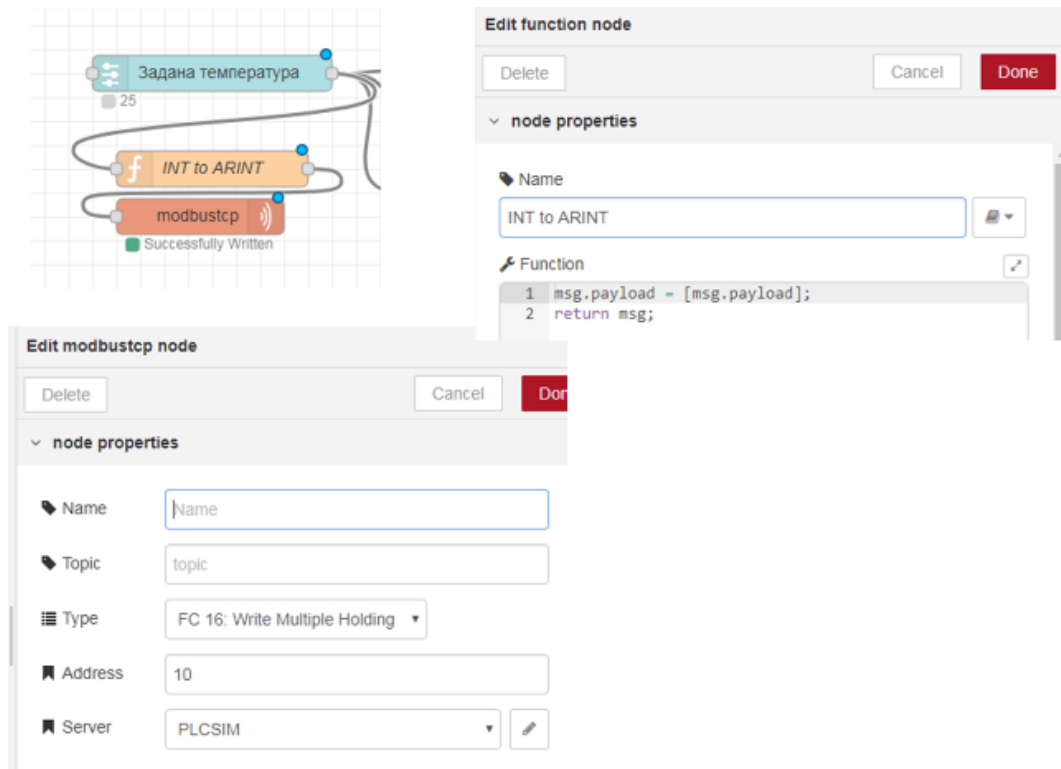 Задана температура
25
INT to ARINT
modbustcp
Successfully Written
Edit function node
Delete
Cancel
Done
node properties
Name
INT to ARINT
Function
1 msg.payload = [msg.payload];
2 return msg;
Edit modbustcp node
Delete
Cancel
Don
node properties
Name
Name
Topic
topic
Type
FC 16: Write Multiple Holding
Address
10
Server
PLCSIM